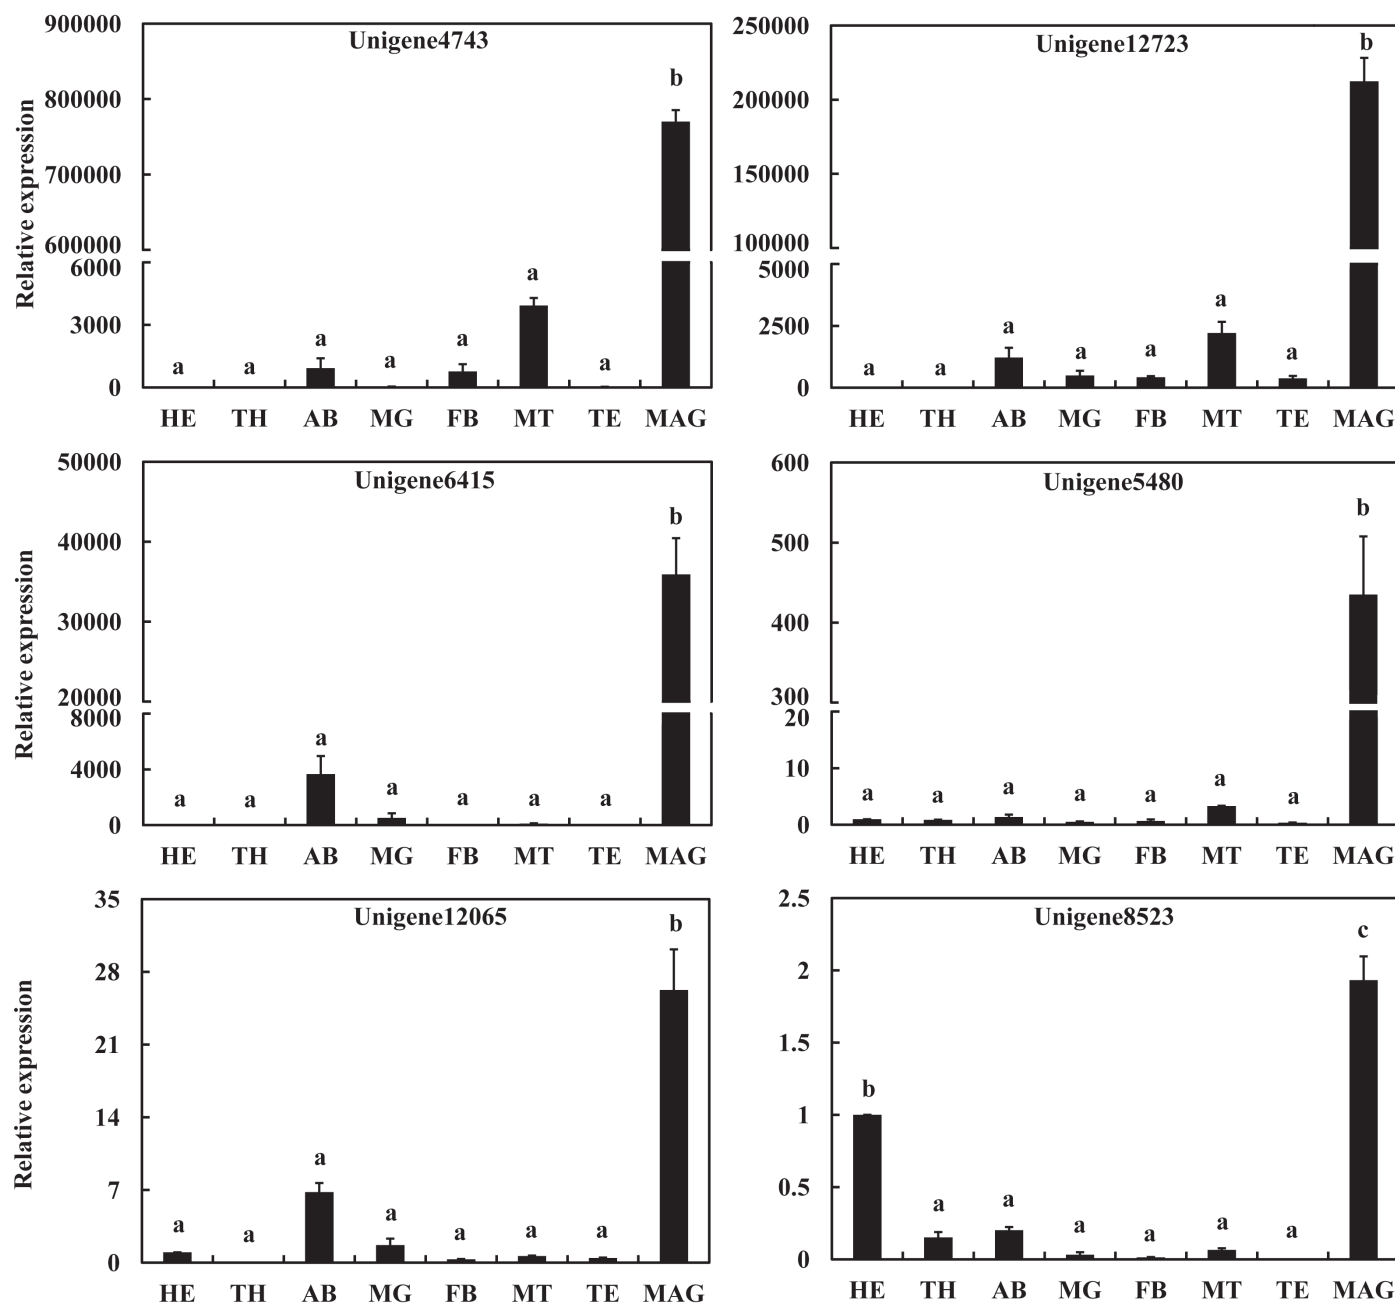 Unigene4743
Relative expression
900000
800000
700000
600000
6000
3000
0
b
a
a
a
a
a
a
a
HE TH AB MG FB MT TE MAG
Unigene12723
250000
200000
150000
100000
5000
2500
0
b
a
a
a
a
a
a
a
HE TH AB MG FB MT TE MAG
Unigene6415
Relative expression
50000
40000
30000
20000
8000
4000
0
b
a
a
a
a
a
a
a
HE TH AB MG FB MT TE MAG
Unigene5480
600
500
400
300
20
10
0
b
a
a
a
a
a
a
a
HE TH AB MG FB MT TE MAG
Unigene12065
Relative expression
35
28
21
14
7
0
b
a
a
a
a
a
a
a
HE TH AB MG FB MT TE MAG
Unigene8523
2.5
2
1.5
1
0.5
0
c
b
a
a
a
a
a
a
HE TH AB MG FB MT TE MAG